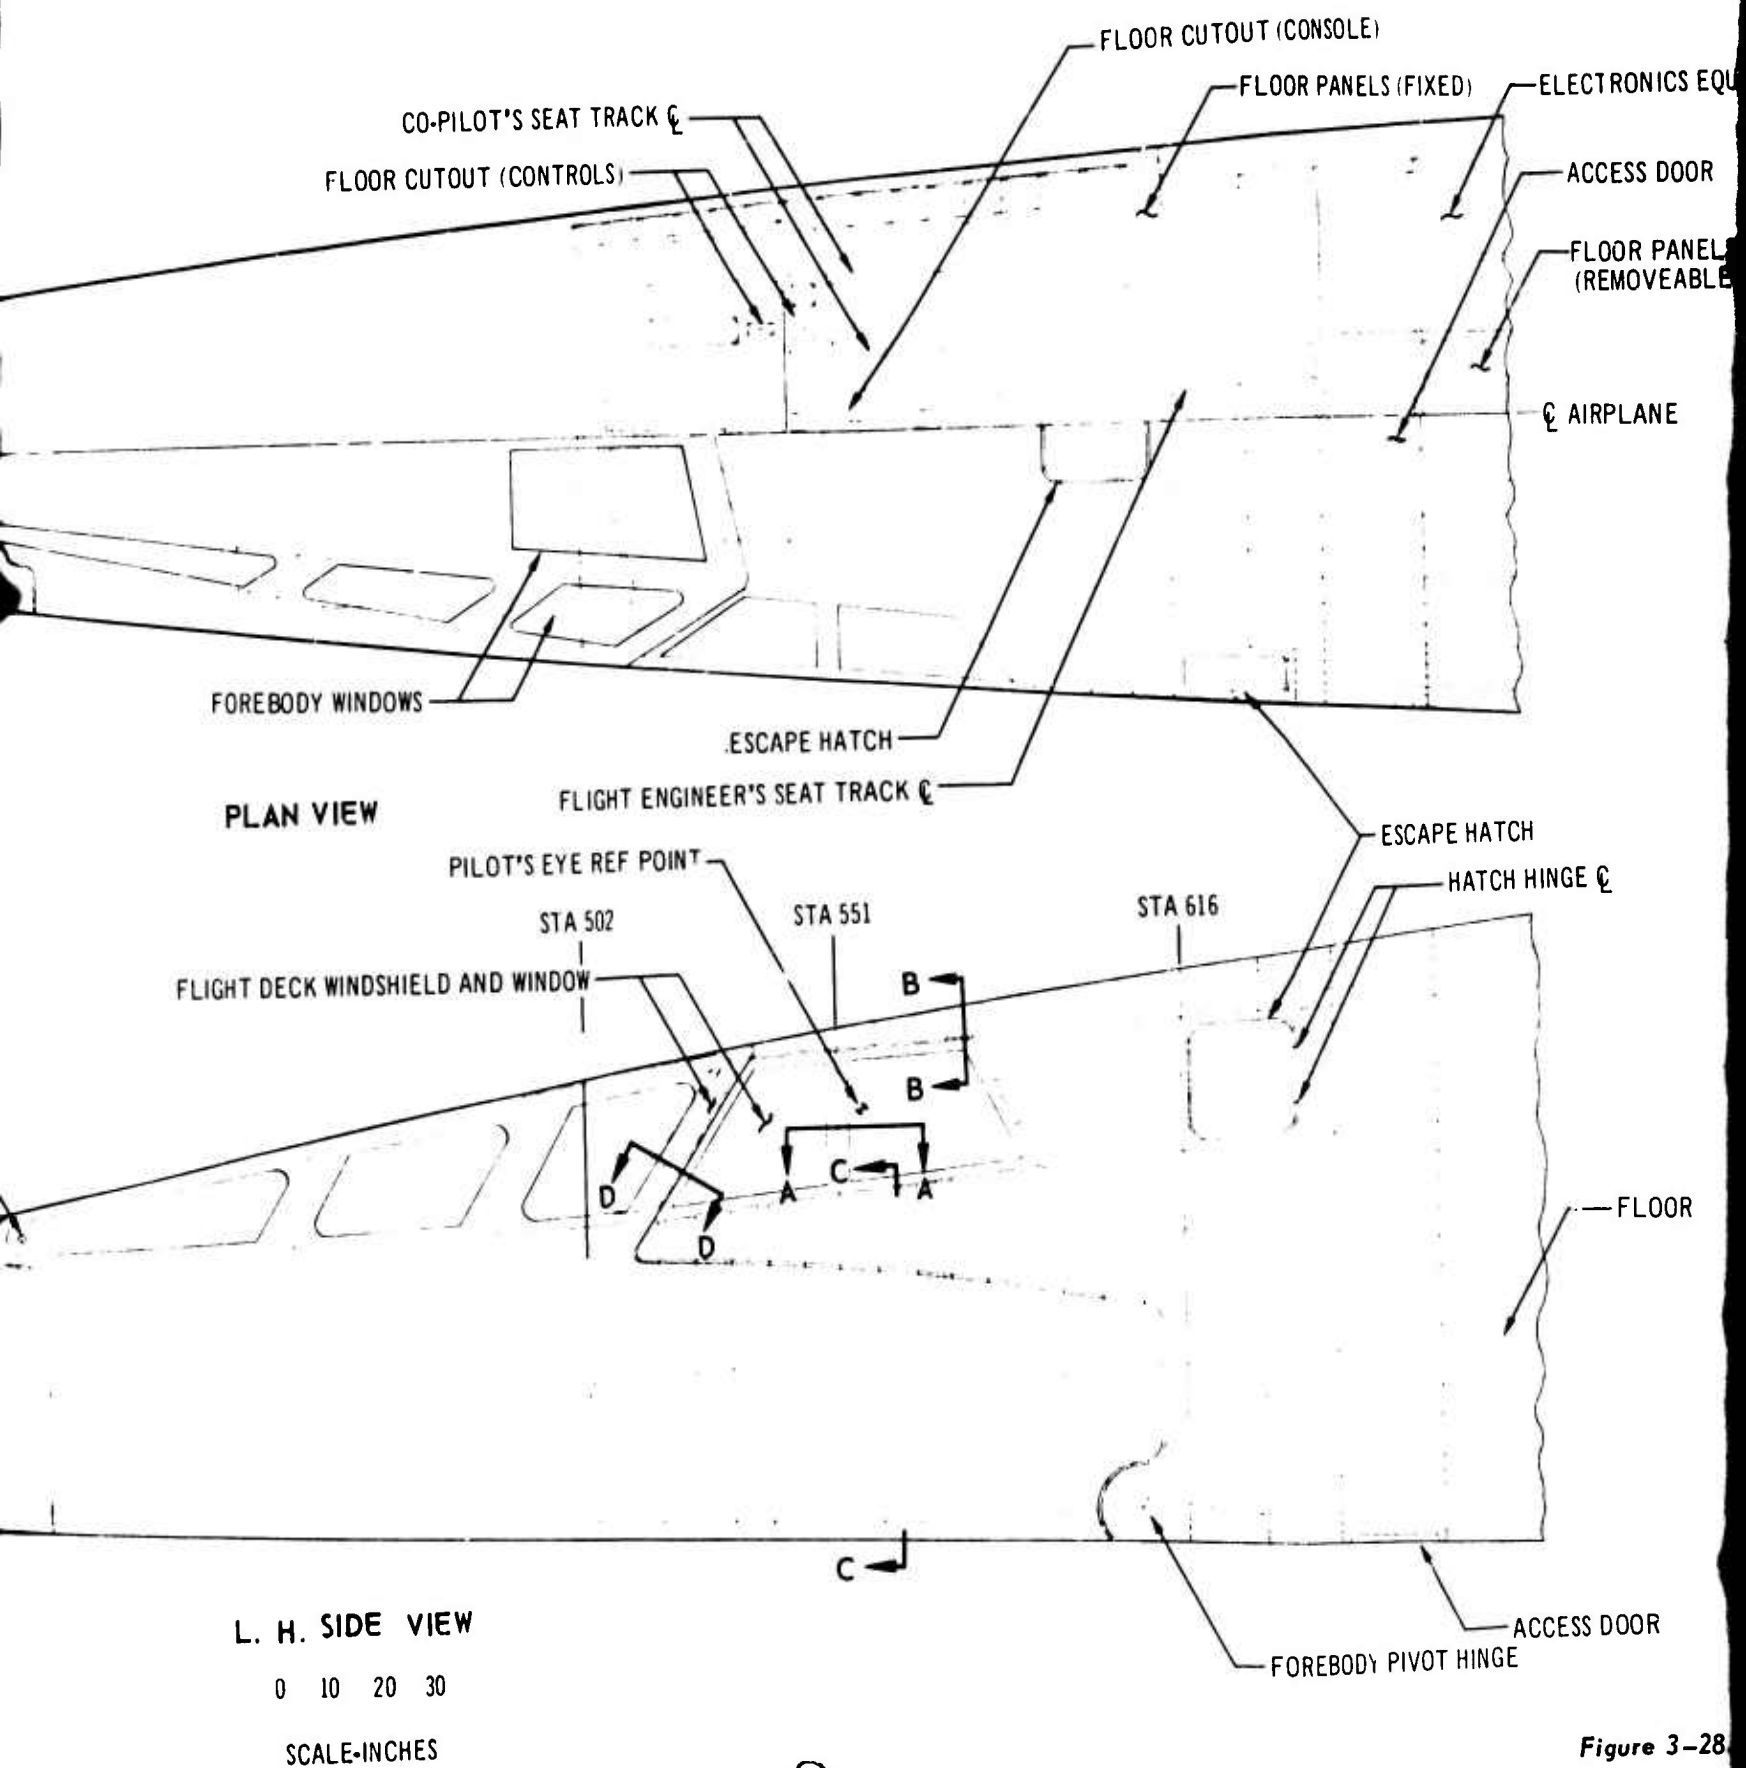 FLOOR CUTOUT (CONSOLE)
FLOOR PANELS (FIXED)
ELECTRONICS
CO-PILOT'S SEAT TRACK ℄
FLOOR CUTOUT (CONTROLS)
ACCESS DOOR
FLOOR
(REMOVEABLE
℄ AIRPLANE
FOREBODY WINDOWS
ESCAPE HATCH
FLIGHT ENGINEER'S SEAT TRACK ℄
PLAN VIEW
ESCAPE HATCH
PILOT'S EYE REF POINT
HATCH HINGE ℄
STA 502
STA 551
STA 616
FLIGHT DECK WINDSHIELD AND WINDOW
B
B
A
C
A
D
D
FLOOR
C
L. H. SIDE VIEW
ACCESS DOOR
FOREBODY PIVOT HINGE
0 10 20 30
SCALE-INCHES
Figure 3-28